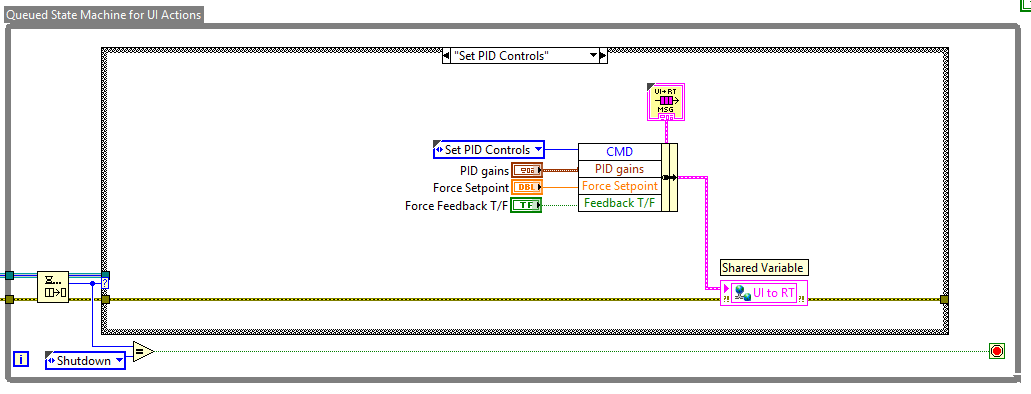 Queued State Machine for UI Actions
"Set PID Controls"
UI→RT
MSG
Set PID Controls
CMD
PID gains
PID gains
Force Setpoint
DBL
Force Setpoint
Force Feedback T/F
TF
Feedback T/F
Shared Variable
?!
UI to RT
?!
?
i
Shutdown
=